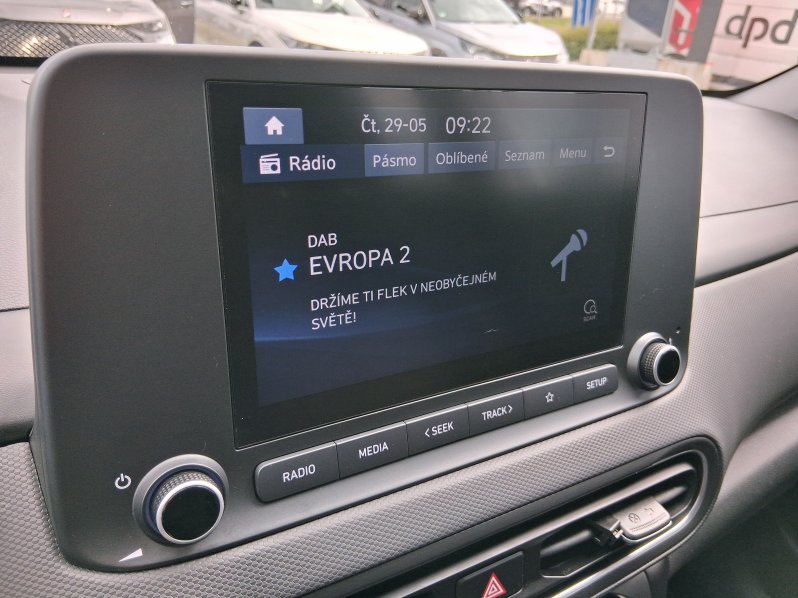 dpd
Čt, 29-05 09:22
Rádio Pásmo Oblíbené Seznam Menu
DAB
EVROPA 2
DRŽÍME TI FLEK V NEOBYČEJNÉM
SVĚTĚ!
SCAN
RADIO MEDIA <SEEK TRACK> SETUP